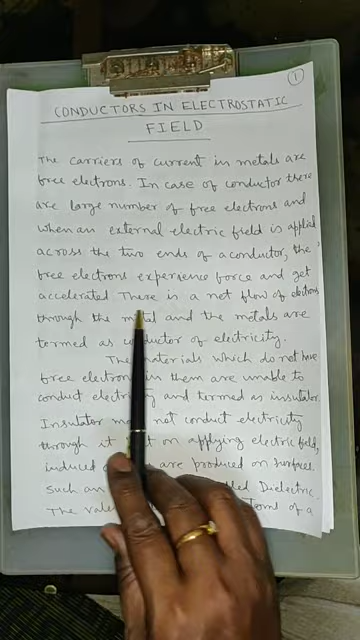 1
CONDUCTORS IN ELECTROSTATIC
FIELD
The carriers of current in metals are
free electrons. In case of conductor there
are large number of free electrons and
when an external electric field is applied
across the two ends of a conductor, the
free electrons experience force and get
accelerated There is a net flow of electrons
through the metal and the metals are
termed as conductor of electricity.
The materials which do not have
free electron in them are unable to
conduct electricity and termed as insulator.
Insulator may not conduct electricity
through it but on applying electric field,
induced are produced on surfaces.
Such an Dielectric.
The of a